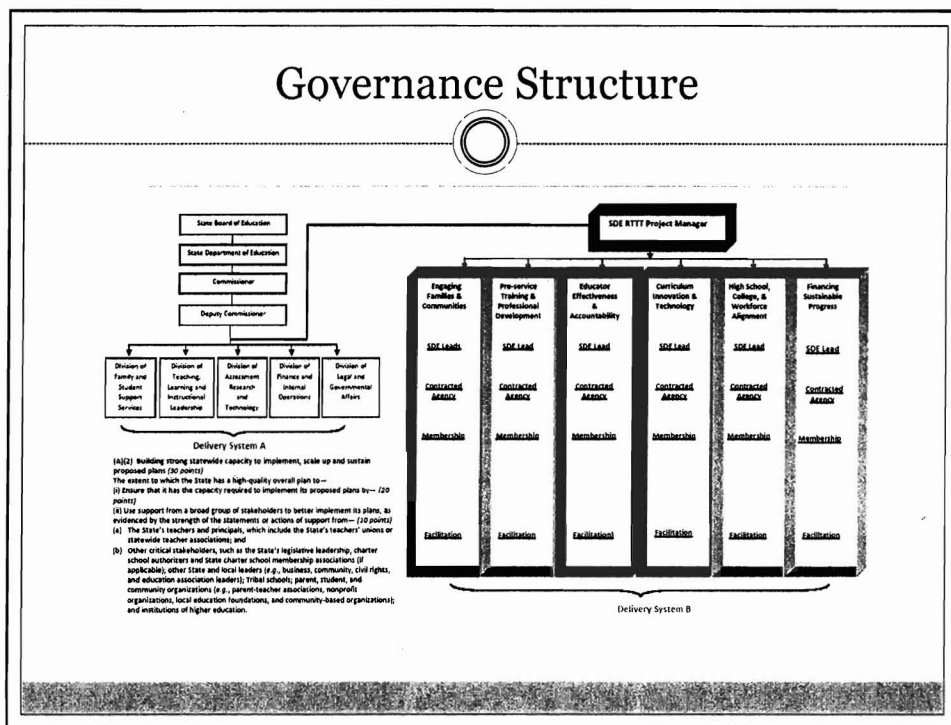 Governance Structure
State Board of Education
State Department of Education
Commissioner
Deputy Commissioner
Division of
Family and
Student
Support
Services
Division of
Teaching,
Learning and
Instructional
Leadership
Division of
Assessment
Research
and
Technology
Division of
Finance and
Internal
Operations
Division of
Legal and
Governmental
Affairs
Delivery System A
(A)(2) Building strong statewide capacity to implement, scale up and sustain
proposed plans (30 points)
The extent to which the State has a high-quality overall plan to—
(i) Ensure that it has the capacity required to implement its proposed plans by— (20
points)
(ii) Use support from a broad group of stakeholders to better implement its plans, as
evidenced by the strength of the statements or actions of support from— (10 points)
(a) The State's teachers and principals, which include the State's teachers' unions or
statewide teacher associations; and
(b) Other critical stakeholders, such as the State's legislative leadership, charter
school authorizers and State charter school membership associations (if
applicable); other State and local leaders (e.g., business, community, civil rights,
and education association leaders); Tribal schools; parent, student, and
community organizations (e.g., parent-teacher associations, nonprofit
organizations, local education foundations, and community-based organizations);
and institutions of higher education.
SDE RTTT Project Manager
Engaging
Families &
Communities
SDE Leads
Contracted
Agency
Membership
Facilitation
Pre-service
Training &
Professional
Development
SDE Lead
Contracted
Agency
Membership
Facilitation
Educator
Effectiveness
&
Accountability
SDE Lead
Contracted
Agency
Membership
Facilitation)
Curriculum
Innovation &
Technology
SDE Lead
Contracted
Agency
Membership
Facilitation
High School,
College, &
Workforce
Alignment
SDE Lead
Contracted
Agency
Membership
Facilitation
Financing
Sustainable
Progress
SDE Lead
Contracted
Agency
Membership
Facilitation
Delivery System B